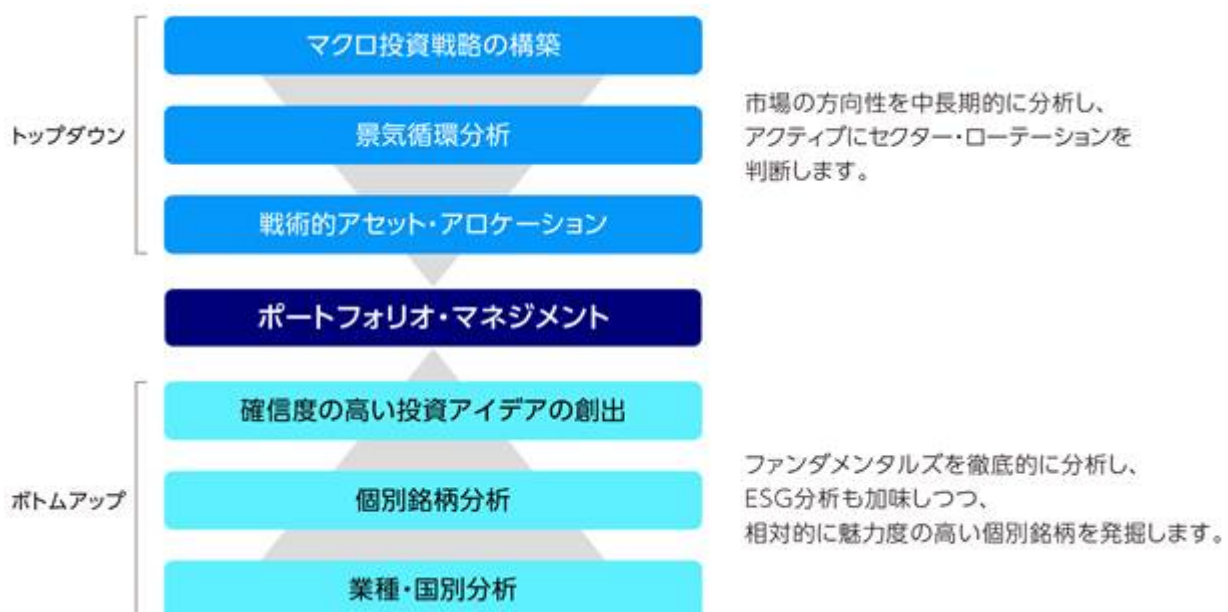 マクロ投資戦略の構築
トップダウン
景気循環分析
戦術的アセット・アロケーション
市場の方向性を中長期的に分析し、
アクティブにセクター・ローテーションを
判断します。
ポートフォリオ・マネジメント
確信度の高い投資アイデアの創出
ボトムアップ
個別銘柄分析
業種・国別分析
ファンダメンタルズを徹底的に分析し、
ESG分析も加味しつつ、
相対的に魅力度の高い個別銘柄を発掘します。